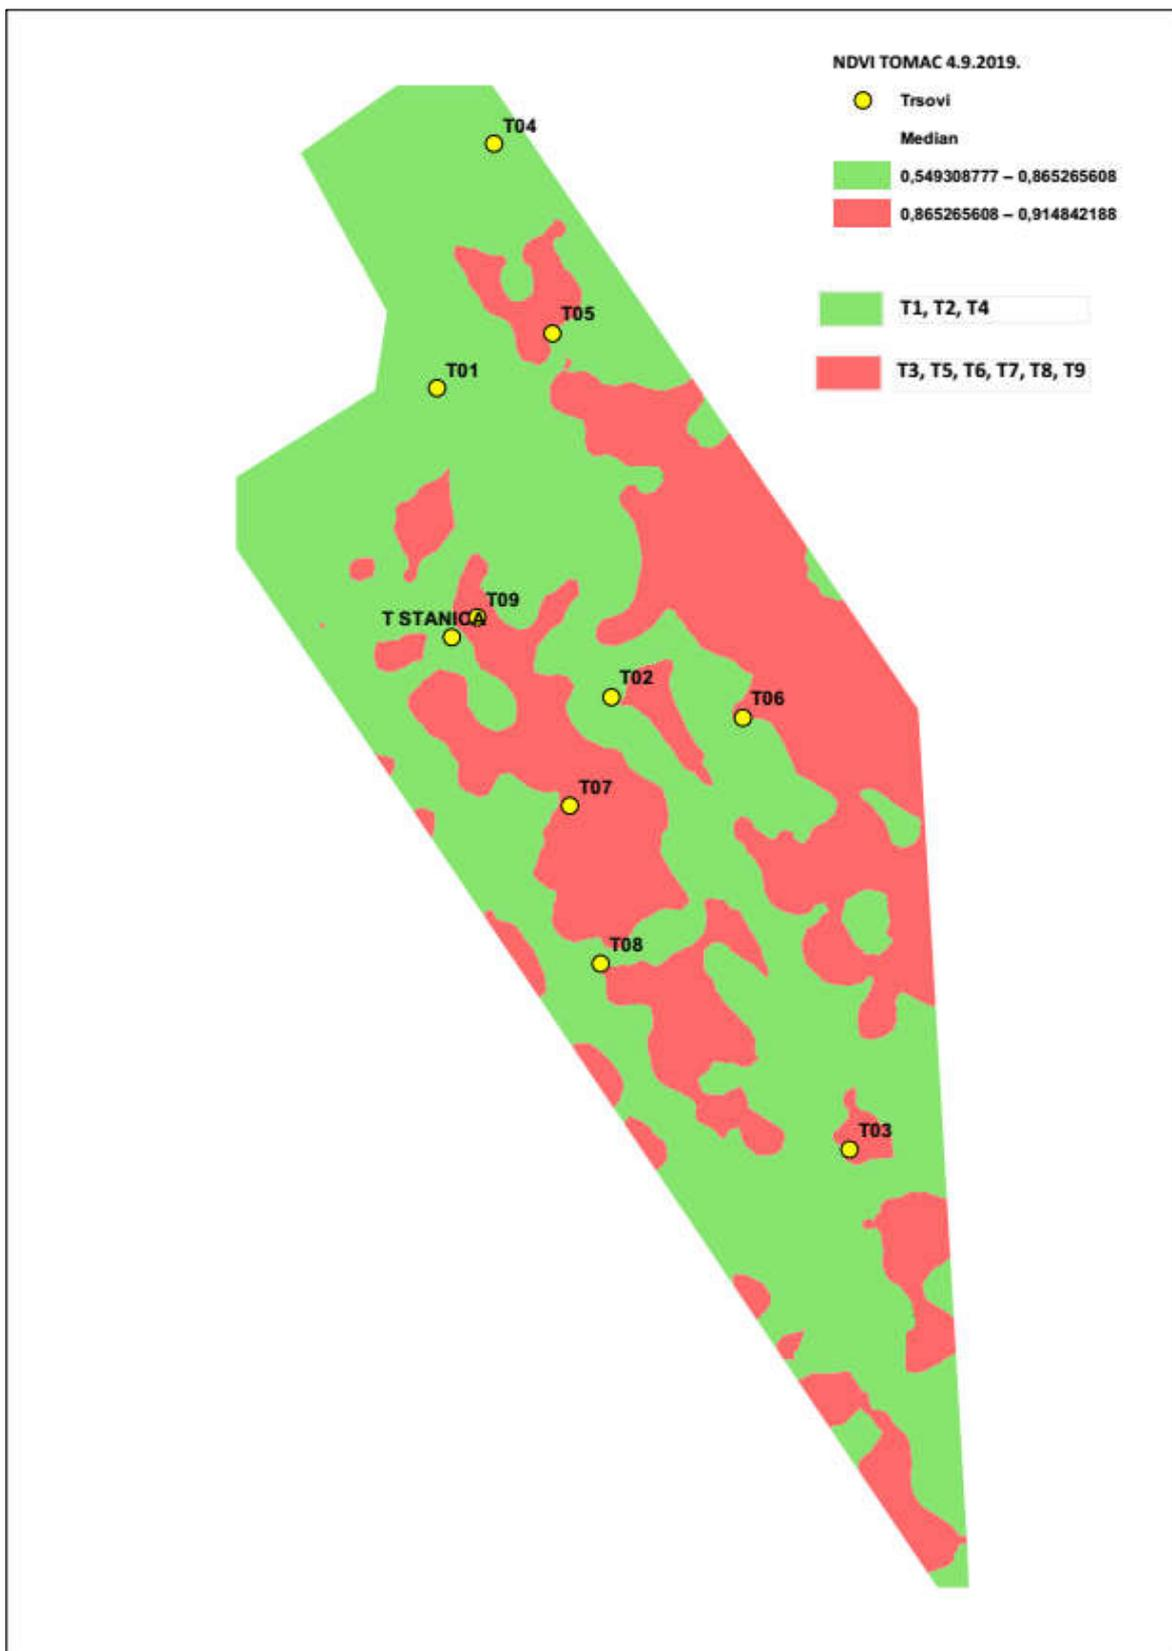 NDVI TOMAC 4.9.2019.
Trsovi
Median
0,549308777 – 0,865265608
0,865265608 – 0,914842188
T1, T2, T4
T3, T5, T6, T7, T8, T9
T04
T05
T01
T09
T STANICA
T02
T06
T07
T08
T03